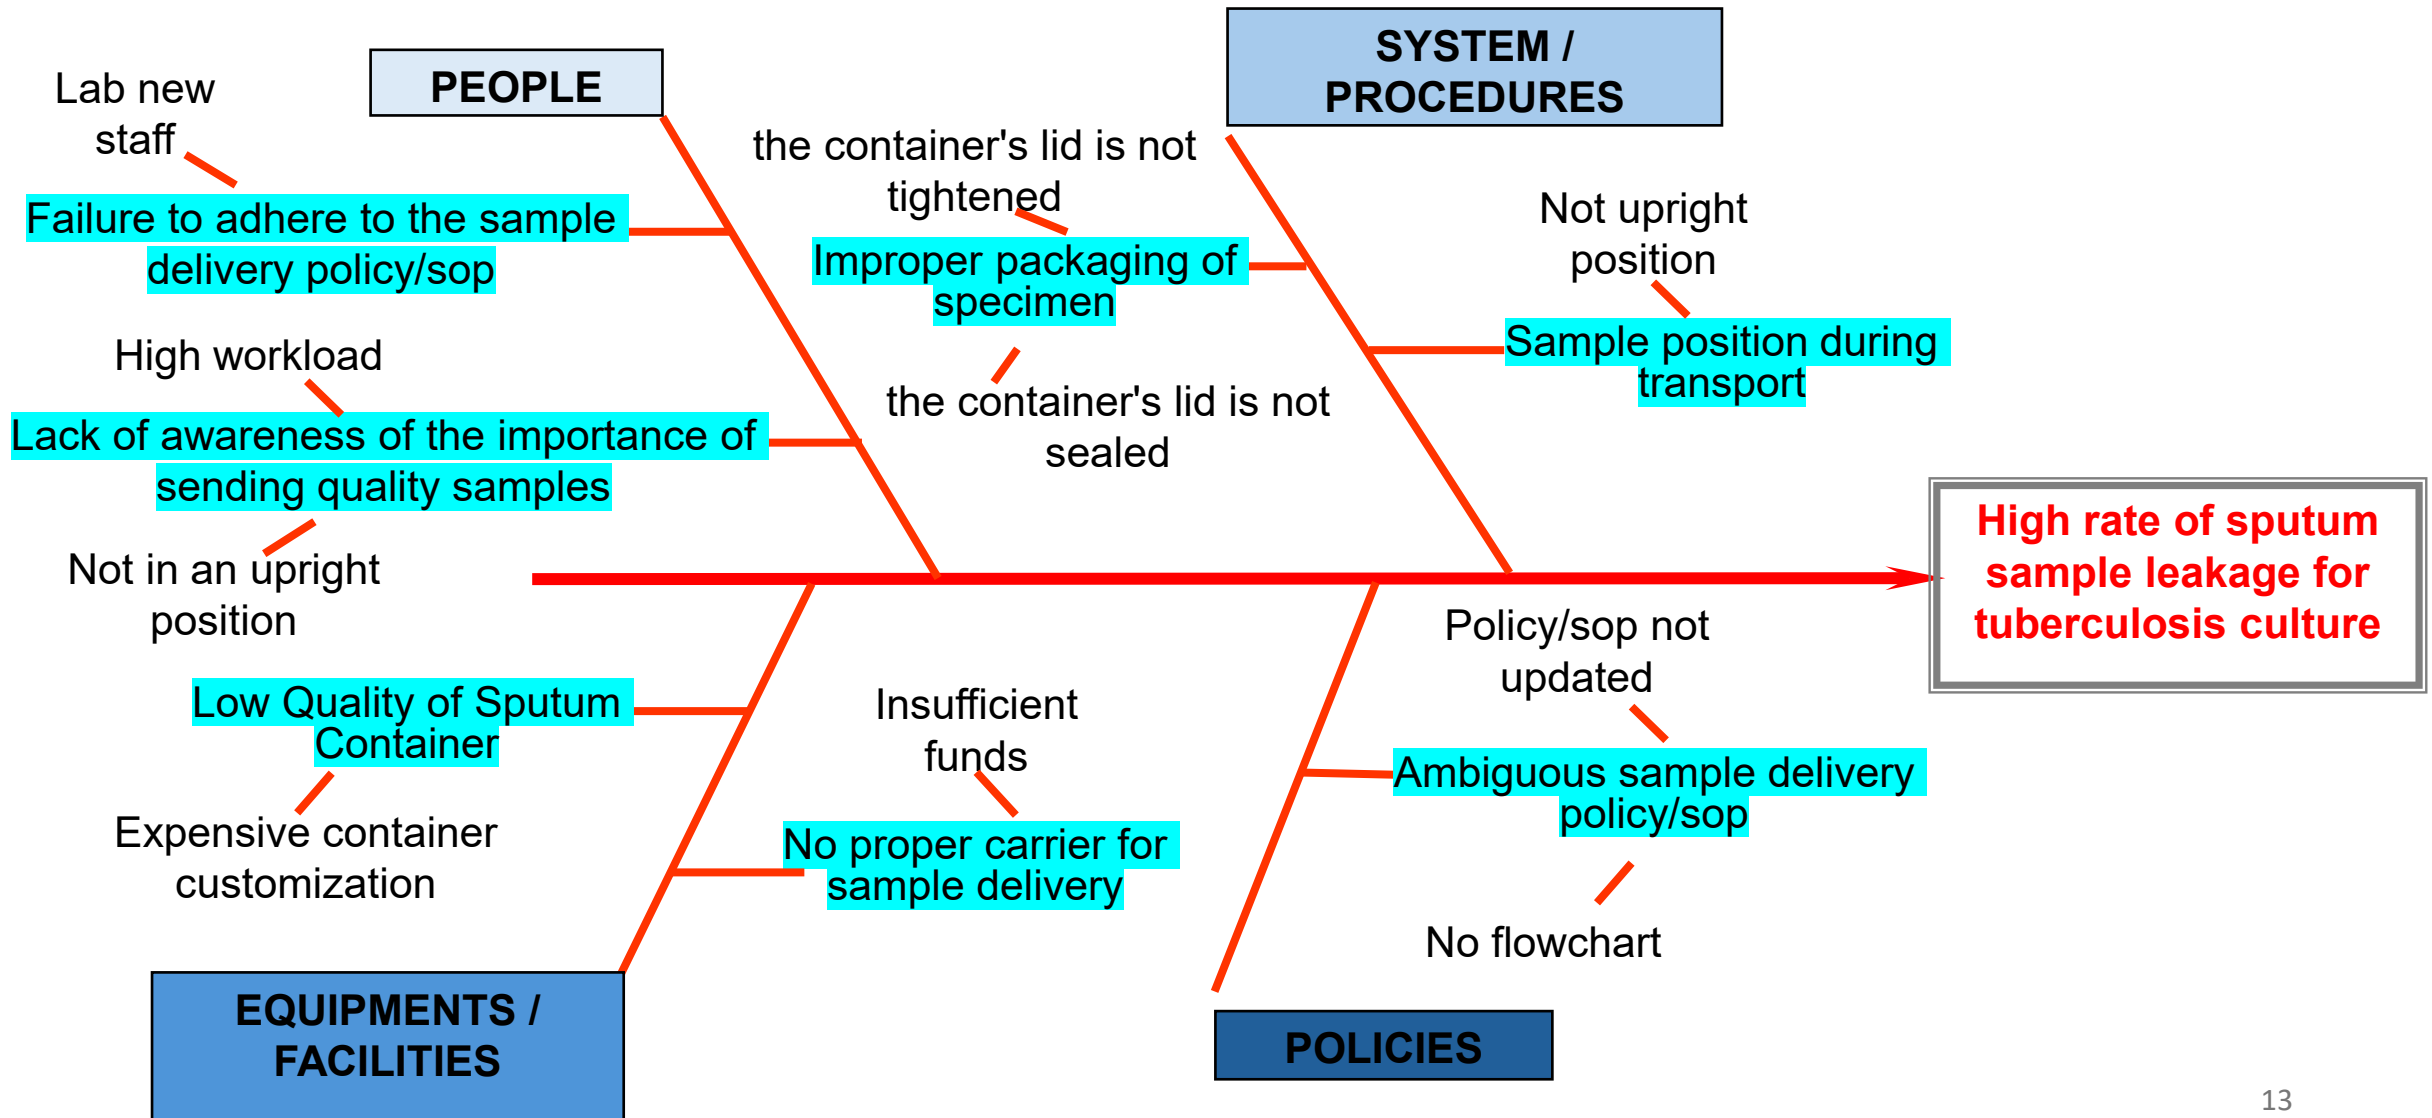 PEOPLE
SYSTEM /
PROCEDURES
Lab new
staff
Failure to adhere to the sample
delivery policy/sop
High workload
Lack of awareness of the importance of
sending quality samples
Not in an upright
position
the container's lid is not
tightened
Improper packaging of
specimen
the container's lid is not
sealed
Not upright
position
Sample position during
transport
High rate of sputum
sample leakage for
tuberculosis culture
Low Quality of Sputum
Container
Expensive container
customization
Insufficient
funds
No proper carrier for
sample delivery
Policy/sop not
updated
Ambiguous sample delivery
policy/sop
No flowchart
EQUIPMENTS /
FACILITIES
POLICIES
13